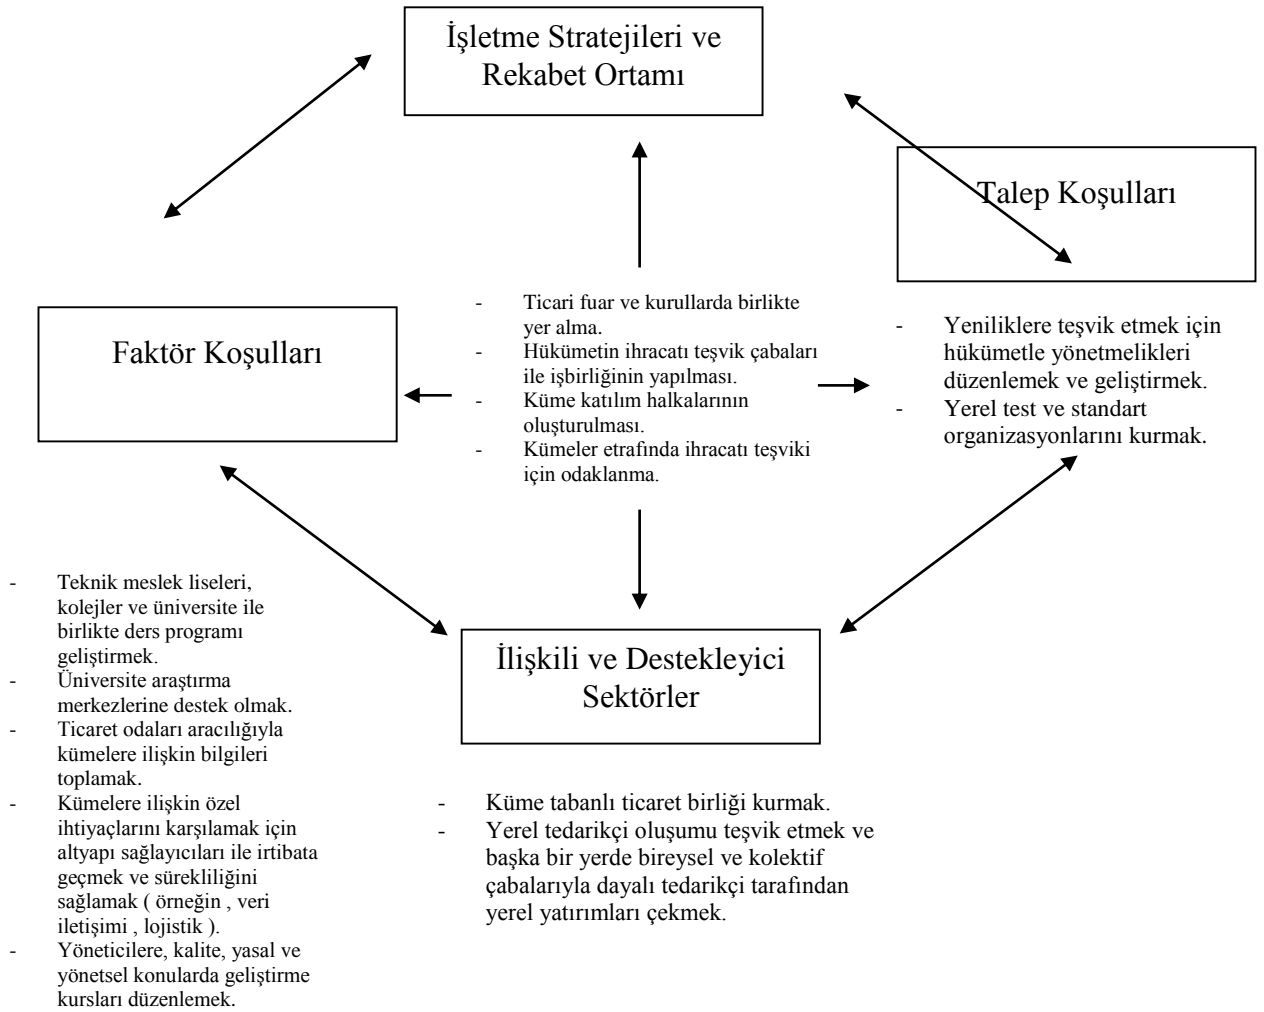 İşletme Stratejileri ve
Rekabet Ortamı
Talep Koşulları
Faktör Koşulları
- Ticari fuar ve kurullarda birlikte
yer alma.
- Hükümetin ihracatı teşvik çabaları
ile işbirliğinin yapılması.
- Küme katılım halkalarının
oluşturulması.
- Kümeler etrafında ihracatı teşviki
için odaklanma.
- Yeniliklere teşvik etmek için
hükümetle yönetmelikleri
düzenlemek ve geliştirmek.
- Yerel test ve standart
organizasyonlarını kurmak.
- Teknik meslek liseleri,
kolejler ve üniversite ile
birlikte ders programı
geliştirmek.
- Üniversite araştırma
merkezlerine destek olmak.
- Ticaret odaları aracılığıyla
kümelere ilişkin bilgileri
toplamak.
- Kümelere ilişkin özel
ihtiyaçlarını karşılamak için
altyapı sağlayıcıları ile irtibata
geçmek ve sürekliliğini
sağlamak ( örneğin , veri
iletişimi , lojistik ).
- Yöneticilere, kalite, yasal ve
yönetsel konularda geliştirme
kursları düzenlemek.
İlişkili ve Destekleyici
Sektörler
- Küme tabanlı ticaret birliği kurmak.
- Yerel tedarikçi oluşumu teşvik etmek ve
başka bir yerde bireysel ve kolektif
çabalarıyla dayalı tedarikçi tarafından
yerel yatırımları çekmek.